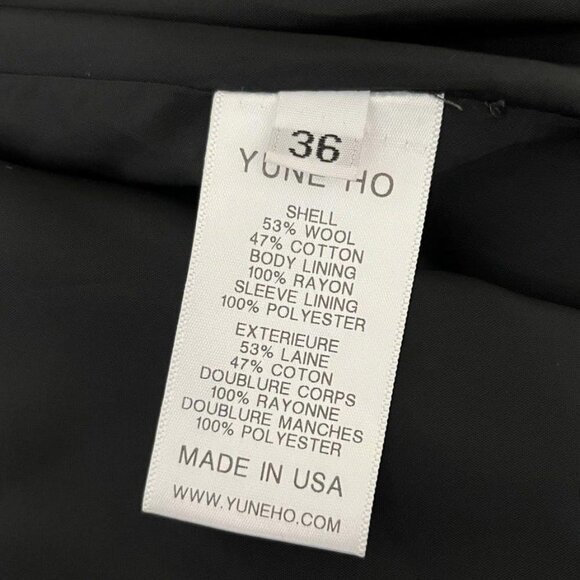 36
YUNE HO
SHELL
53% WOOL
47% COTTON
BODY LINING
100% RAYON
SLEEVE LINING
100% POLYESTER
EXTERIEURE
53% LAINE
47% COTON
DOUBLURE CORPS
100% RAYONNE
DOUBLURE MANCHES
100% POLYESTER
MADE IN USA
WWW.YUNEHO.COM